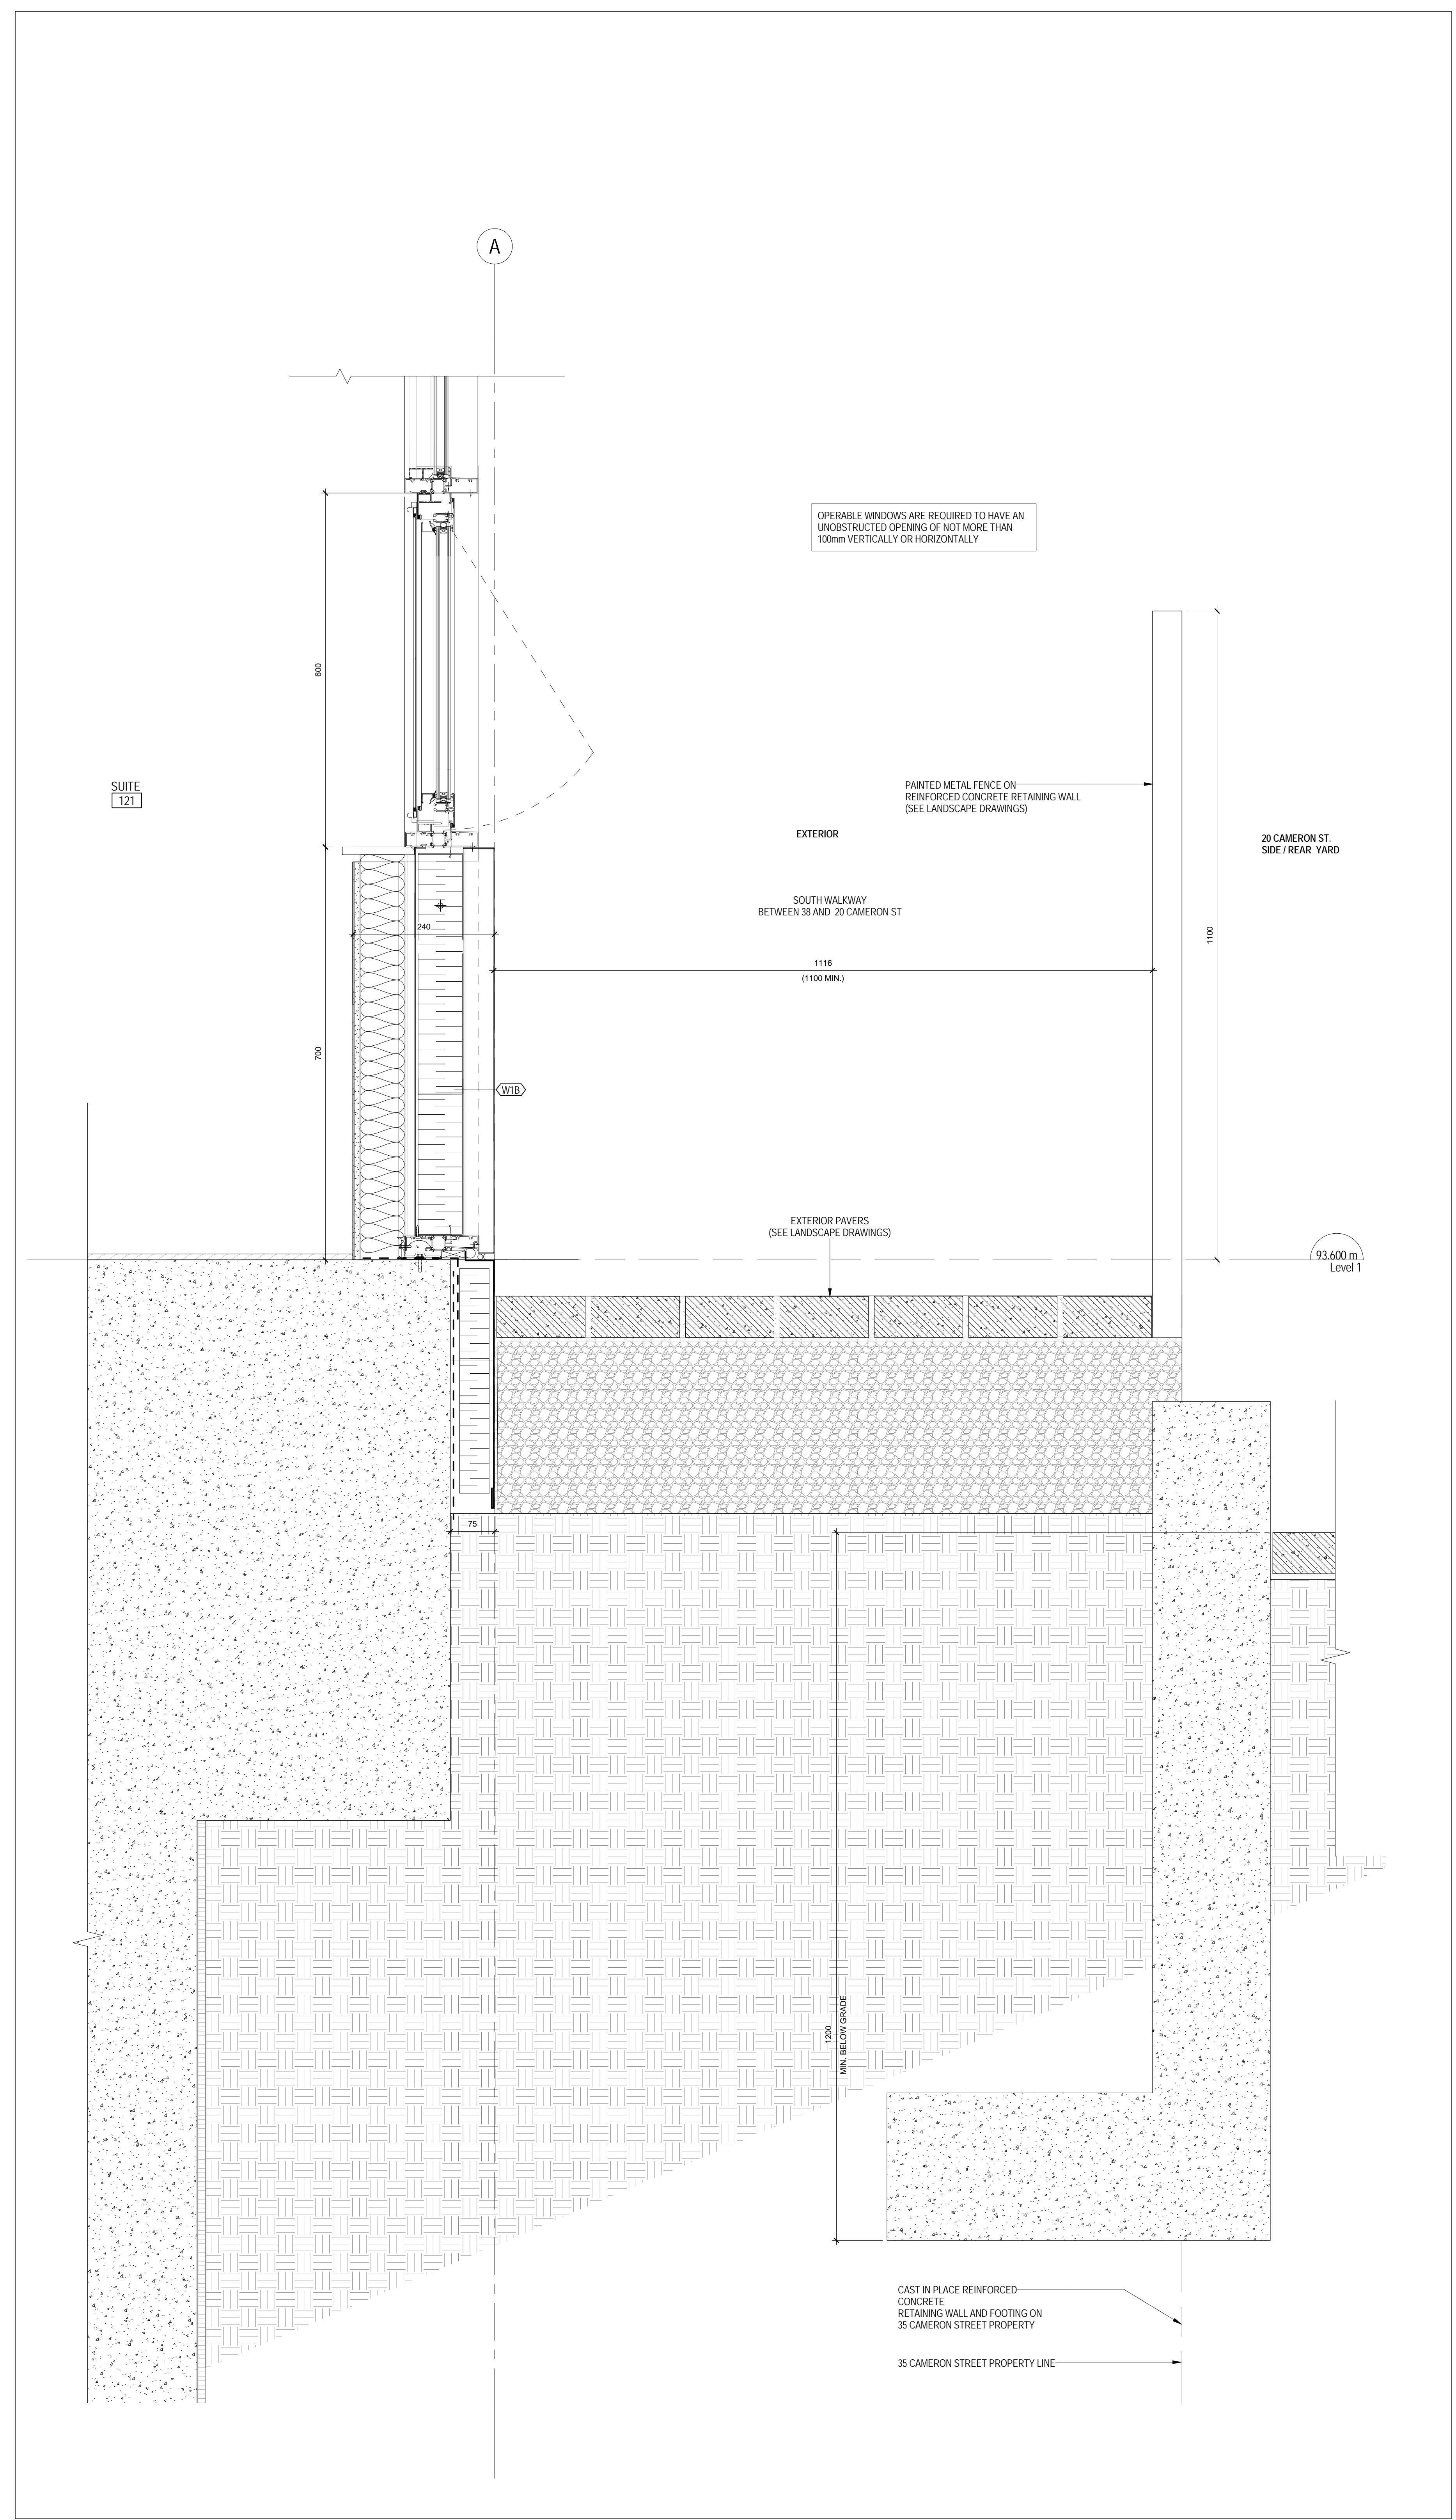 A
OPERABLE WINDOWS ARE REQUIRED TO HAVE AN
UNOBSTRUCTED OPENING OF NOT MORE THAN
100mm VERTICALLY OR HORIZONTALLY
600
SUITE
121
PAINTED METAL FENCE ON
REINFORCED CONCRETE RETAINING WALL
(SEE LANDSCAPE DRAWINGS)
EXTERIOR
20 CAMERON ST.
SIDE / REAR YARD
SOUTH WALKWAY
BETWEEN 38 AND 20 CAMERON ST
240
1100
1116
(1100 MIN.)
700
W1B
EXTERIOR PAVERS
(SEE LANDSCAPE DRAWINGS)
93.600 m
Level 1
75
1200
MIN. BELOW GRADE
CAST IN PLACE REINFORCED
CONCRETE
RETAINING WALL AND FOOTING ON
35 CAMERON STREET PROPERTY
35 CAMERON STREET PROPERTY LINE